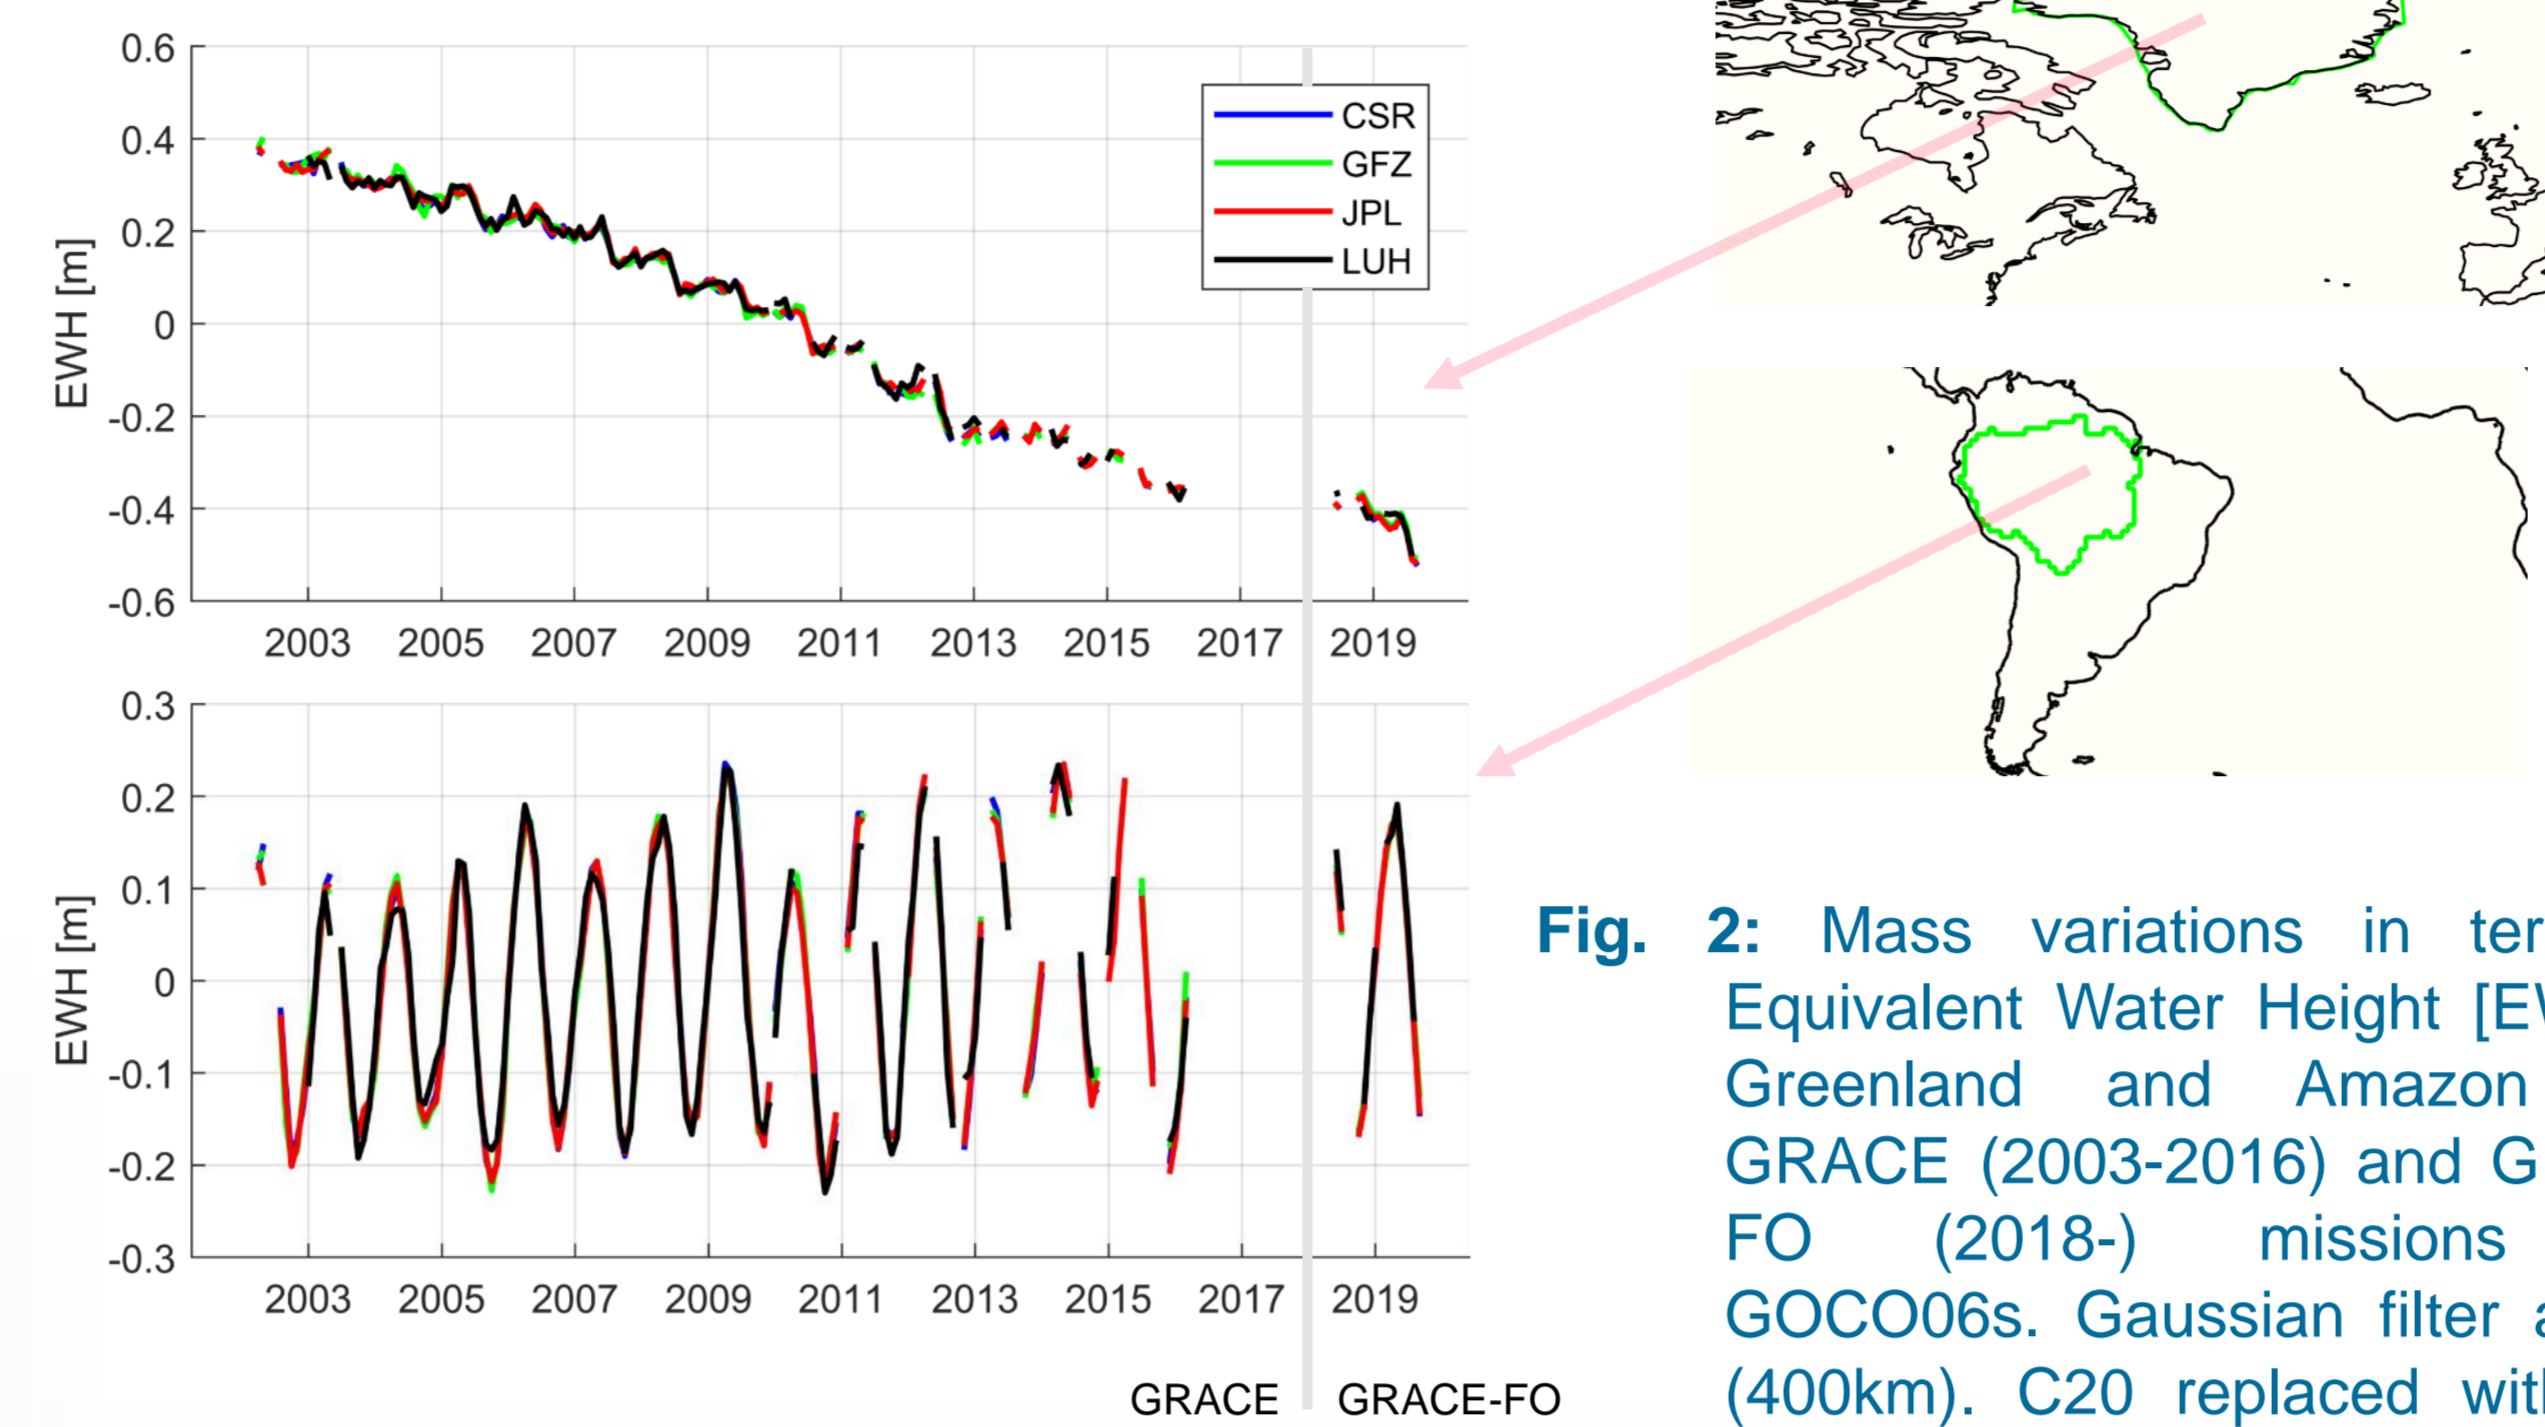 0.6
0.4
0.2
0
-0.2
-0.4
-0.6
EWH [m]
2003 2005 2007 2009 2011 2013 2015 2017 2019
CSR
GFZ
JPL
LUH
0.3
0.2
0.1
0
-0.1
-0.2
-0.3
EWH [m]
2003 2005 2007 2009 2011 2013 2015 2017 2019
GRACE GRACE-FO
Fig. 2: Mass variations in
Equivalent Water Height
Greenland and Amazon
GRACE (2003-2016) and
FO (2018-) missions
GOCO06s. Gaussian filter
(400km). C20 replaced